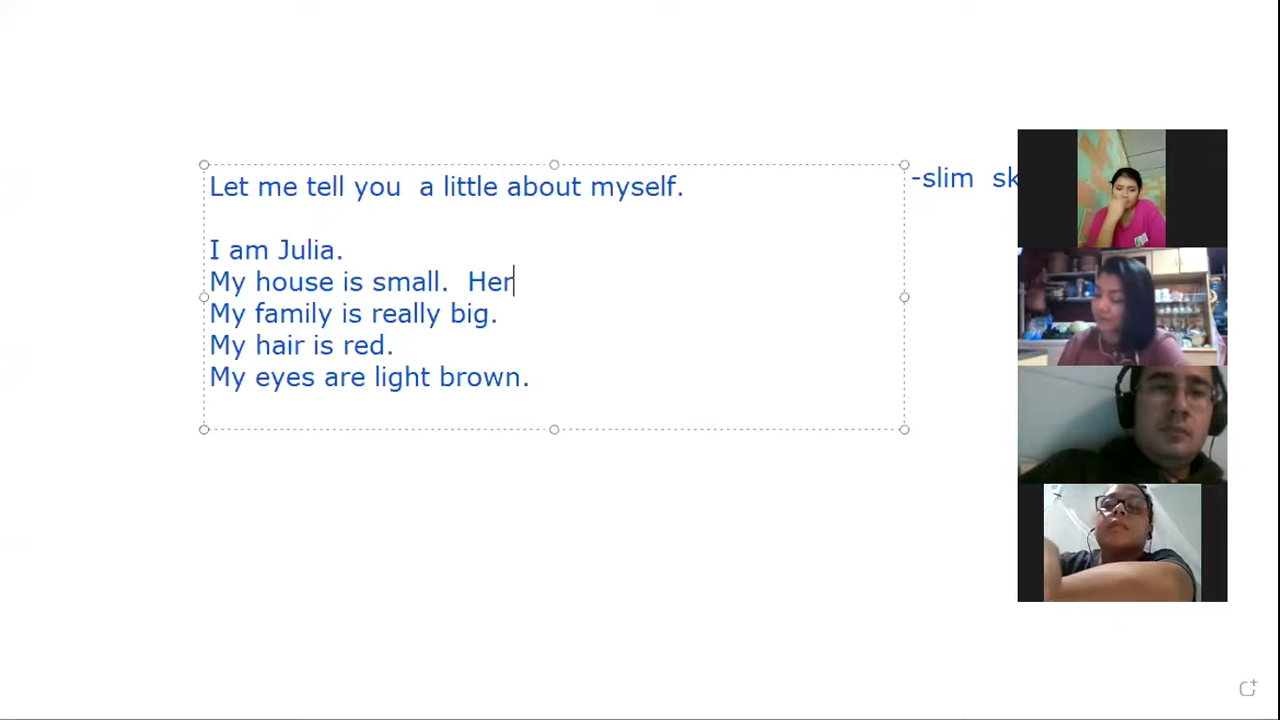 Let me tell you a little about myself.
-slim sk
I am Julia.
My house is small. Her
My family is really big.
My hair is red.
My eyes are light brown.